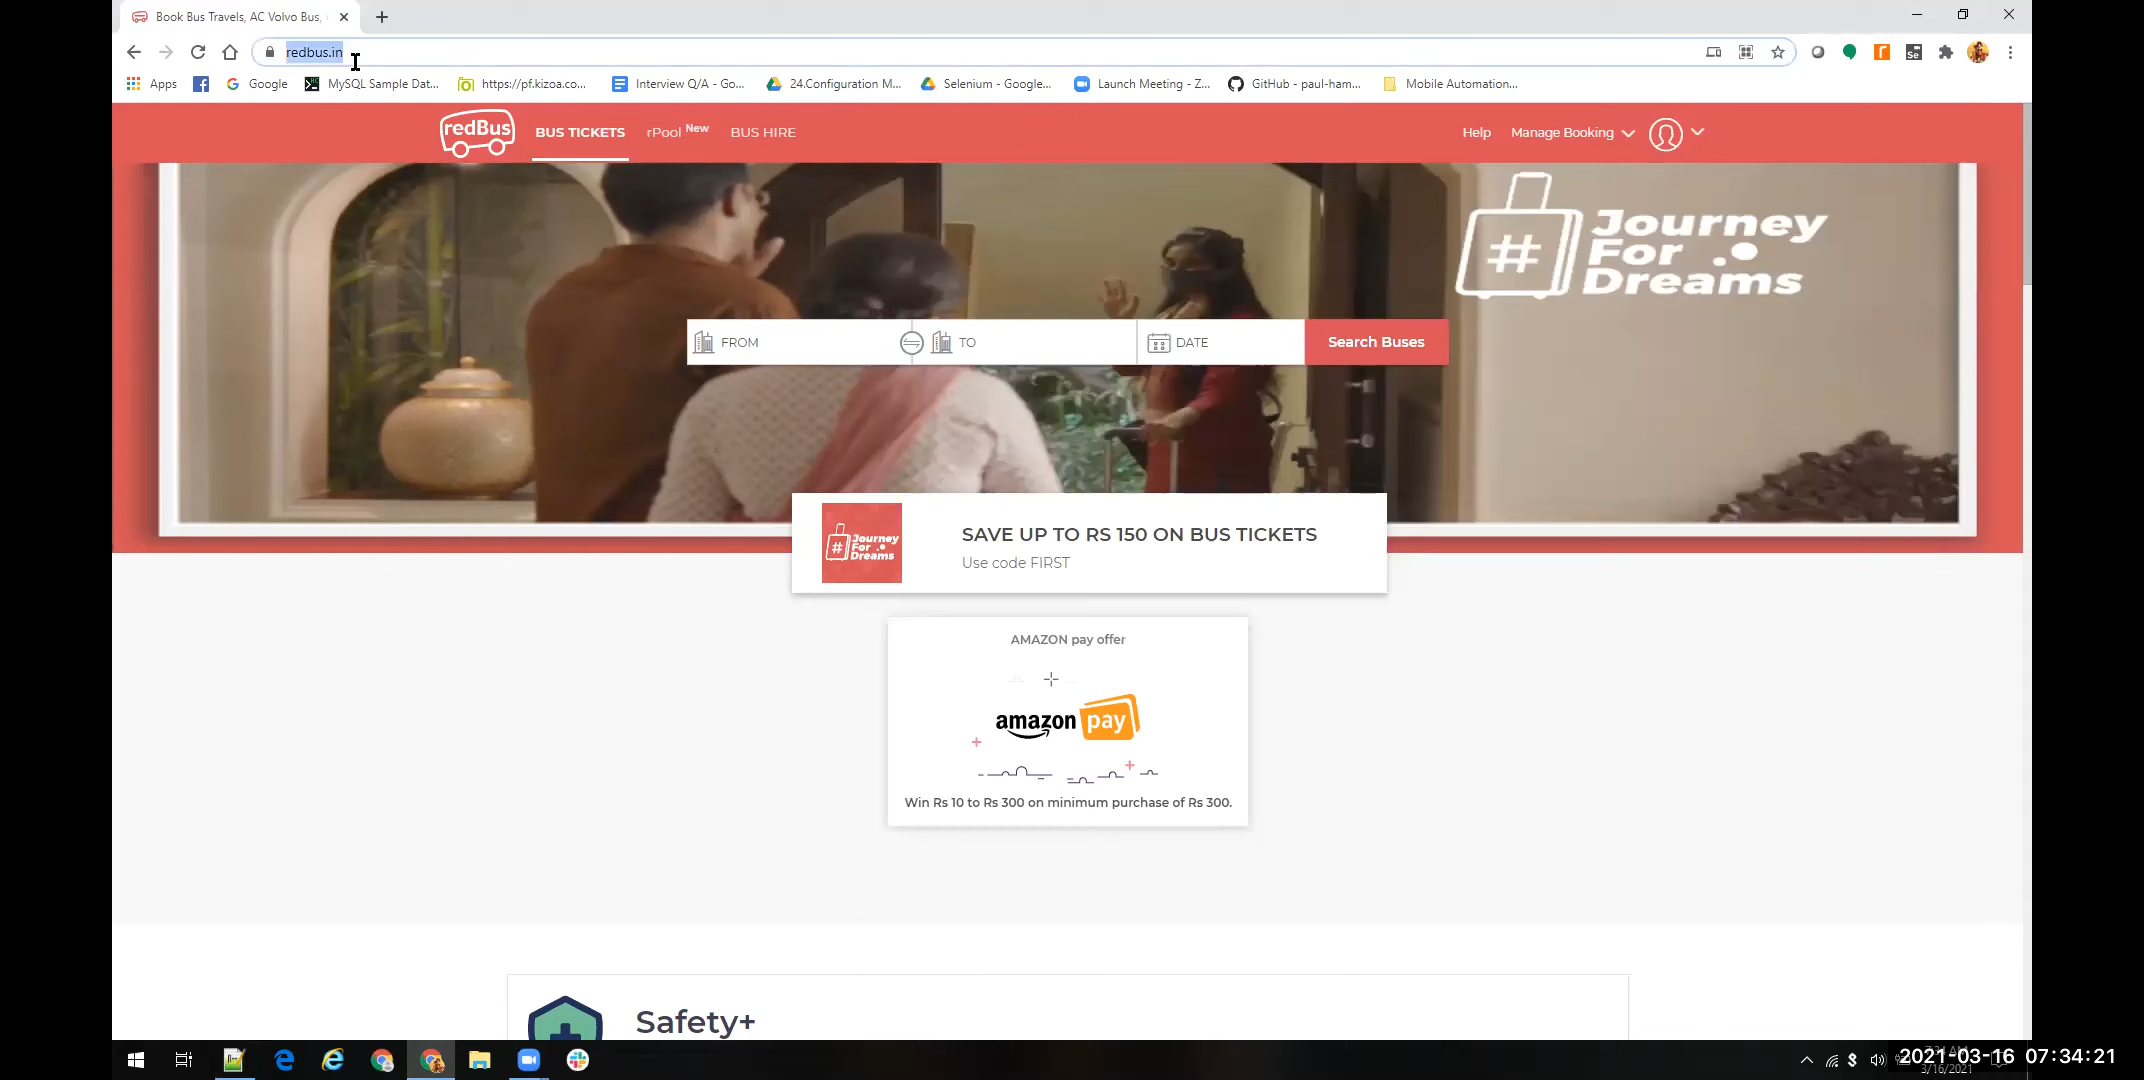 Book Bus Travels, AC Volvo Bus,
redbus.in
Apps
Google
MySQL Sample Dat...
https://pf.kizoa.co...
Interview Q/A - Go...
24.Configuration M...
Selenium - Google...
Launch Meeting - Z...
GitHub - paul-ham...
Mobile Automation...
redBus
BUS TICKETS
rPool New
BUS HIRE
Help
Manage Booking
# Journey
For
Dreams
FROM
TO
DATE
Search Buses
# Journey
For
Dreams
SAVE UP TO RS 150 ON BUS TICKETS
Use code FIRST
AMAZON pay offer
amazon pay
Win Rs 10 to Rs 300 on minimum purchase of Rs 300.
Safety+
2021-03-16 07:34:21
3/16/2021